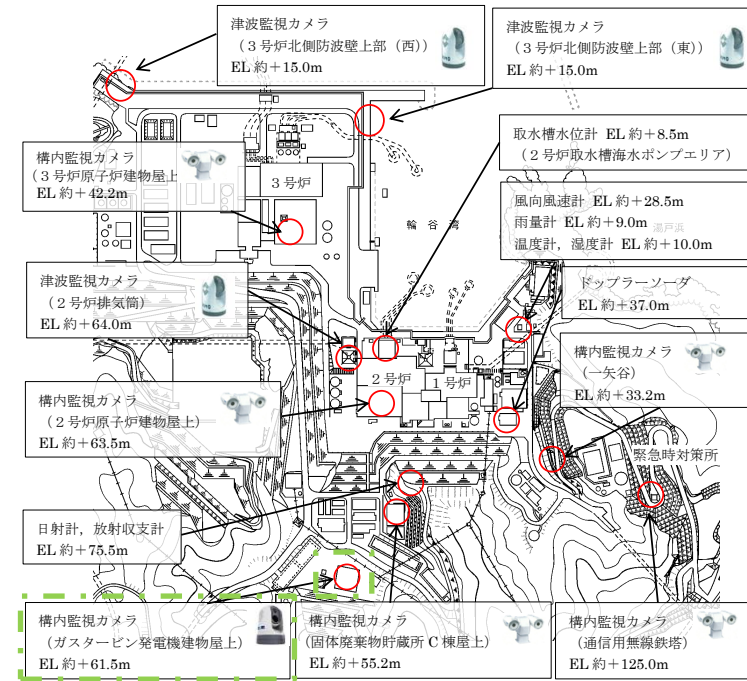 津波監視カメラ
（３号炉北側防波壁上部（西））
EL 約＋15.0m
津波監視カメラ
（３号炉北側防波壁上部（東））
EL 約＋15.0m
取水槽水位計 EL 約＋8.5m
（２号炉取水槽海水ポンプエリア）
構内監視カメラ
（３号炉原子炉建物屋上
EL 約＋42.2m
３号炉
輪谷湾
風向風速計 EL 約＋28.5m
雨量計 EL 約＋9.0m
湯戸浜
温度計，湿度計 EL 約＋10.0m
津波監視カメラ
（２号炉排気筒）
EL 約＋64.0m
ドップラーソーダ
EL 約＋37.0m
構内監視カメラ
（一矢谷）
EL 約＋33.2m
２号炉
１号炉
構内監視カメラ
（２号炉原子炉建物屋上）
EL 約＋63.5m
緊急時対策所
日射計，放射収支計
EL 約＋75.5m
構内監視カメラ
（ガスタービン発電機建物屋上）
EL 約＋61.5m
構内監視カメラ
（固体廃棄物貯蔵所 C 棟屋上）
EL 約＋55.2m
構内監視カメラ
（通信用無線鉄塔）
EL 約＋125.0m